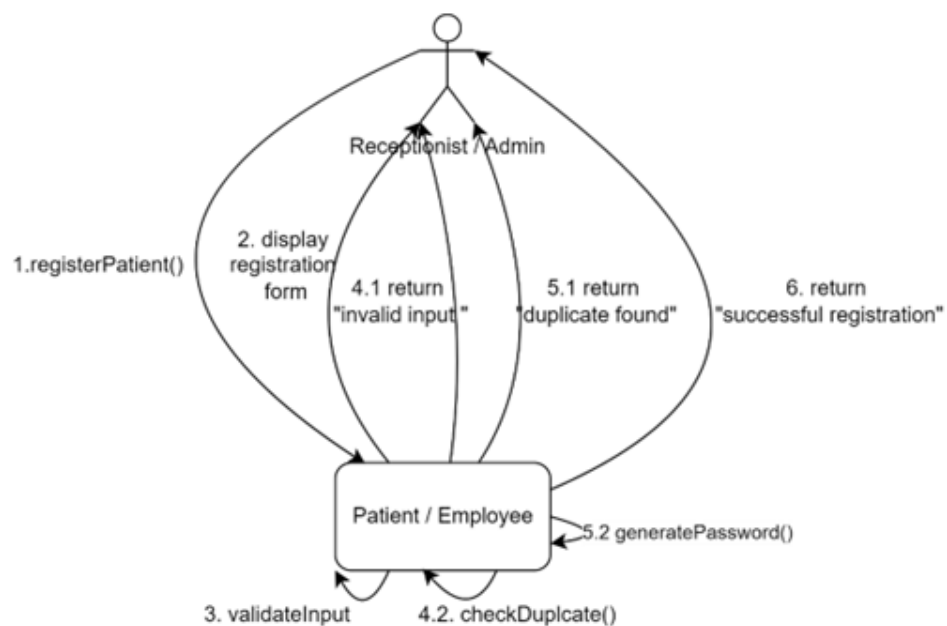 Receptionist / Admin
1.registerPatient()
2. display
registration
form
4.1 return
"invalid input "
5.1 return
"duplicate found"
6. return
"successful registration"
Patient / Employee
5.2 generatePassword()
3. validateInput
4.2. checkDuplcate()